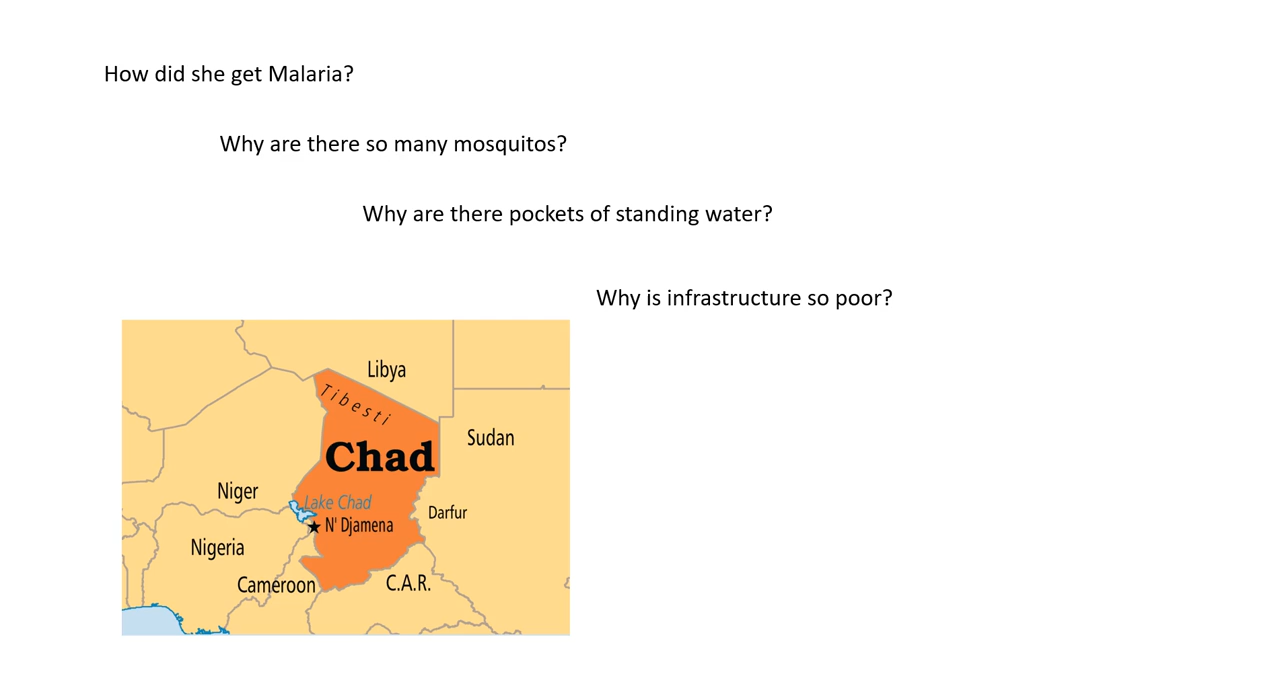 How did she get Malaria?
Why are there so many mosquitos?
Why are there pockets of standing water?
Why is infrastructure so poor?
Libya
Tibesti
Chad
Sudan
Niger
Lake Chad
Darfur
N' Djamena
Nigeria
Cameroon
C.A.R.